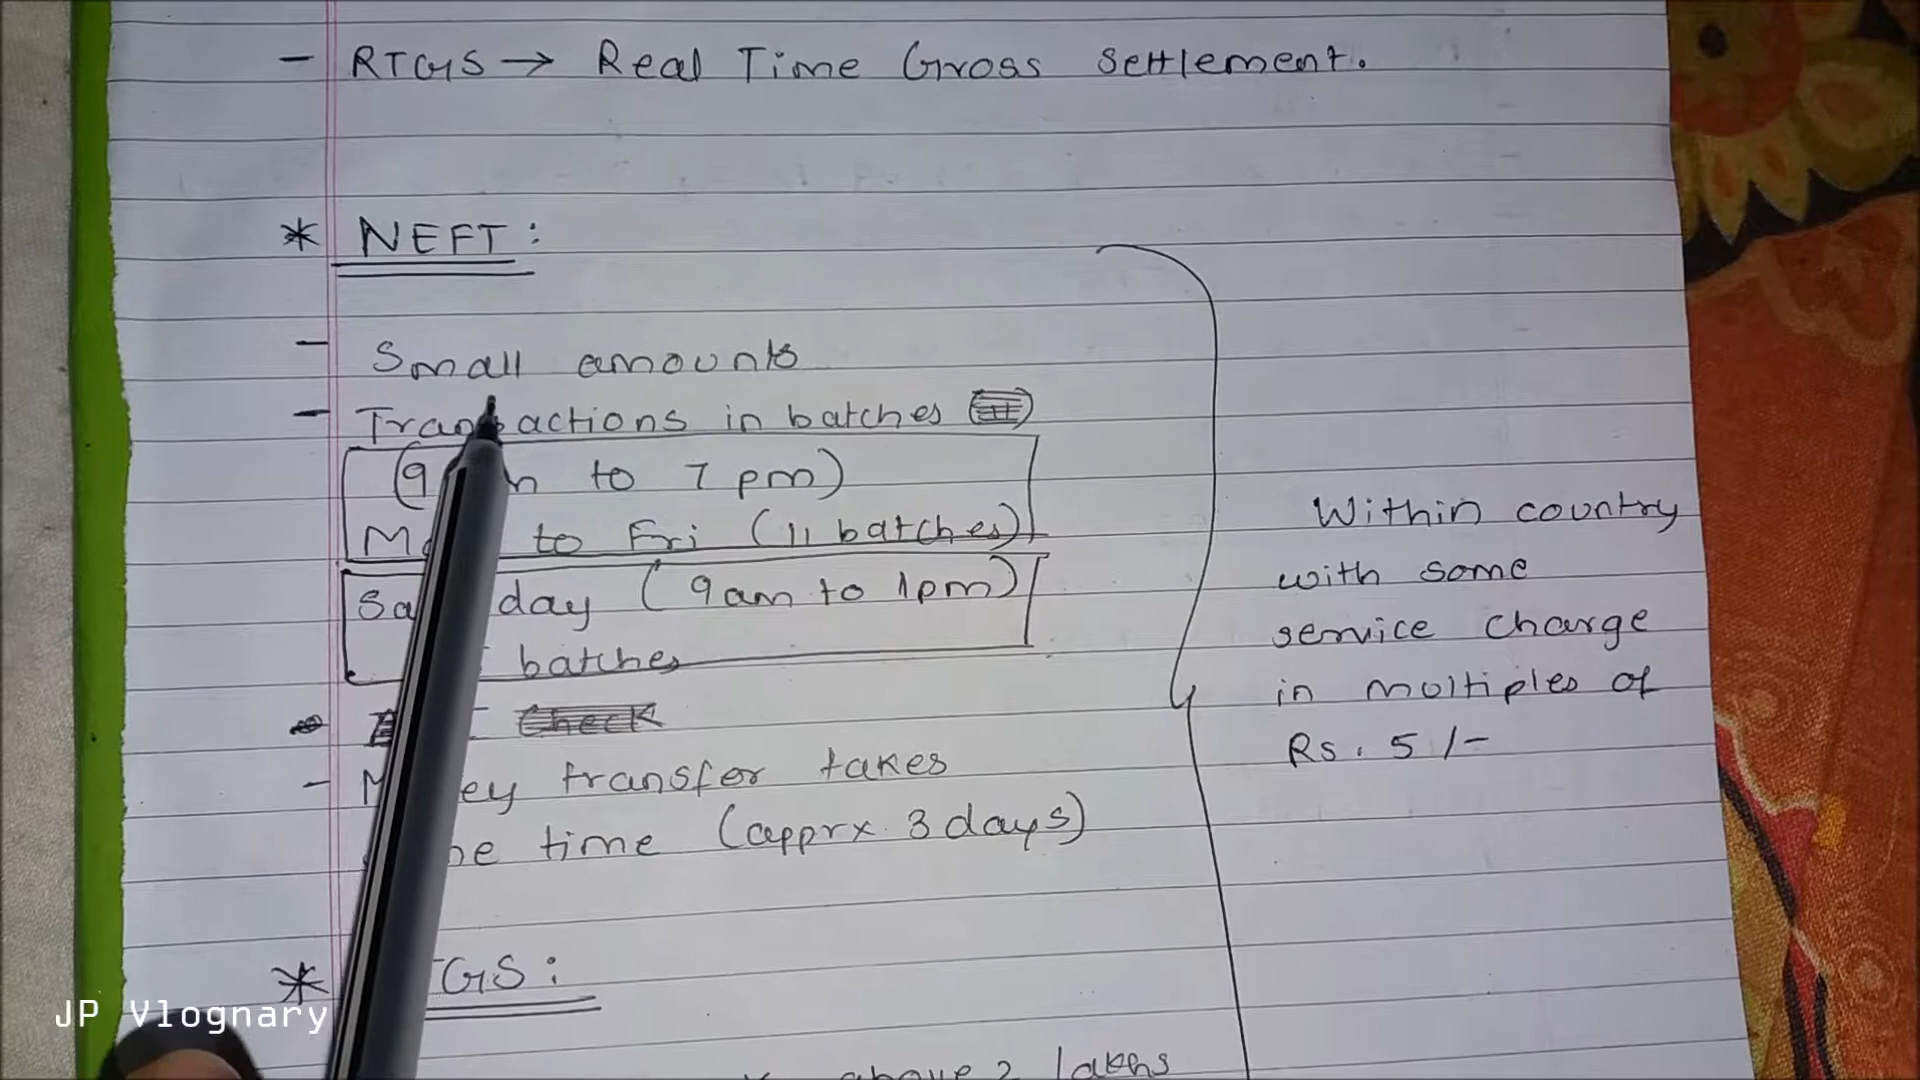 - RTGS → Real Time Gross Settlement.
* NEFT:
- Small amounts
- Transactions in batches
(9 to 7 pm)
to Fri (11 batches)
day (9am to 1pm)
batches
Check
- transfer takes
time (apprx. 3 days)
Within country
with some
service charge
in multiples of
Rs. 5/-
* GS:
above 2 lakhs
JP Vlognary